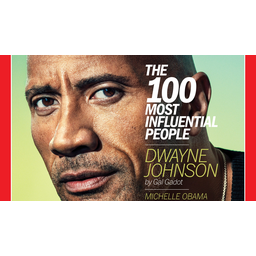 THE
100
MOST
INFLUENTIAL
PEOPLE
DWAYNE
JOHNSON
by Gal Gadot
MICHELLE OBAMA